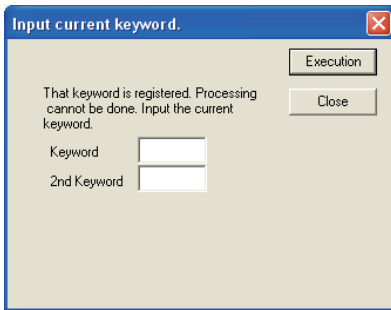 Input current keyword.
Execution
That keyword is registered. Processing
cannot be done. Input the current
keyword.
Close
Keyword
2nd Keyword